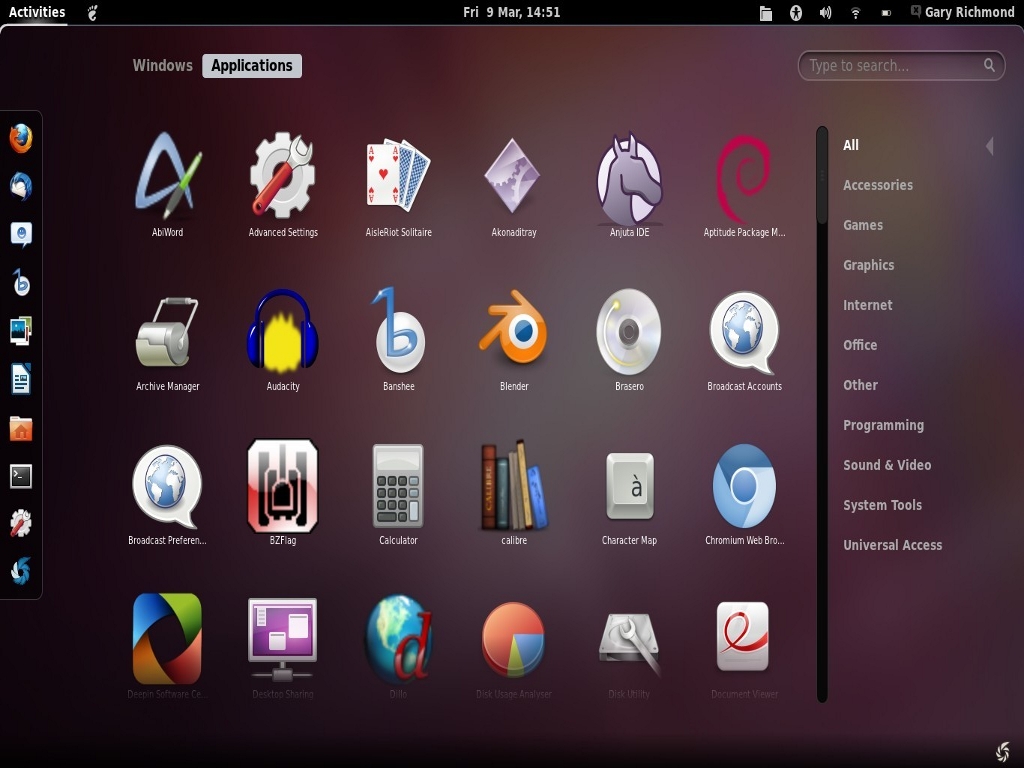 Activities
Fri 9 Mar, 14:51
Gary Richmond
Windows
Applications
Type to search...
AbiWord
Advanced Settings
AisleRiot Solitaire
Akonaditray
Anjuta IDE
Aptitude Package M...
Archive Manager
Audacity
Banshee
Blender
Brasero
Broadcast Accounts
Broadcast Preferen...
BZFlag
Calculator
CALIBRE
calibre
à
Character Map
Chromium Web Bro...
Deepin Software Ce...
Desktop Sharing
d
Dillo
Disk Usage Analyser
Disk Utility
Document Viewer
All
Accessories
Games
Graphics
Internet
Office
Other
Programming
Sound & Video
System Tools
Universal Access